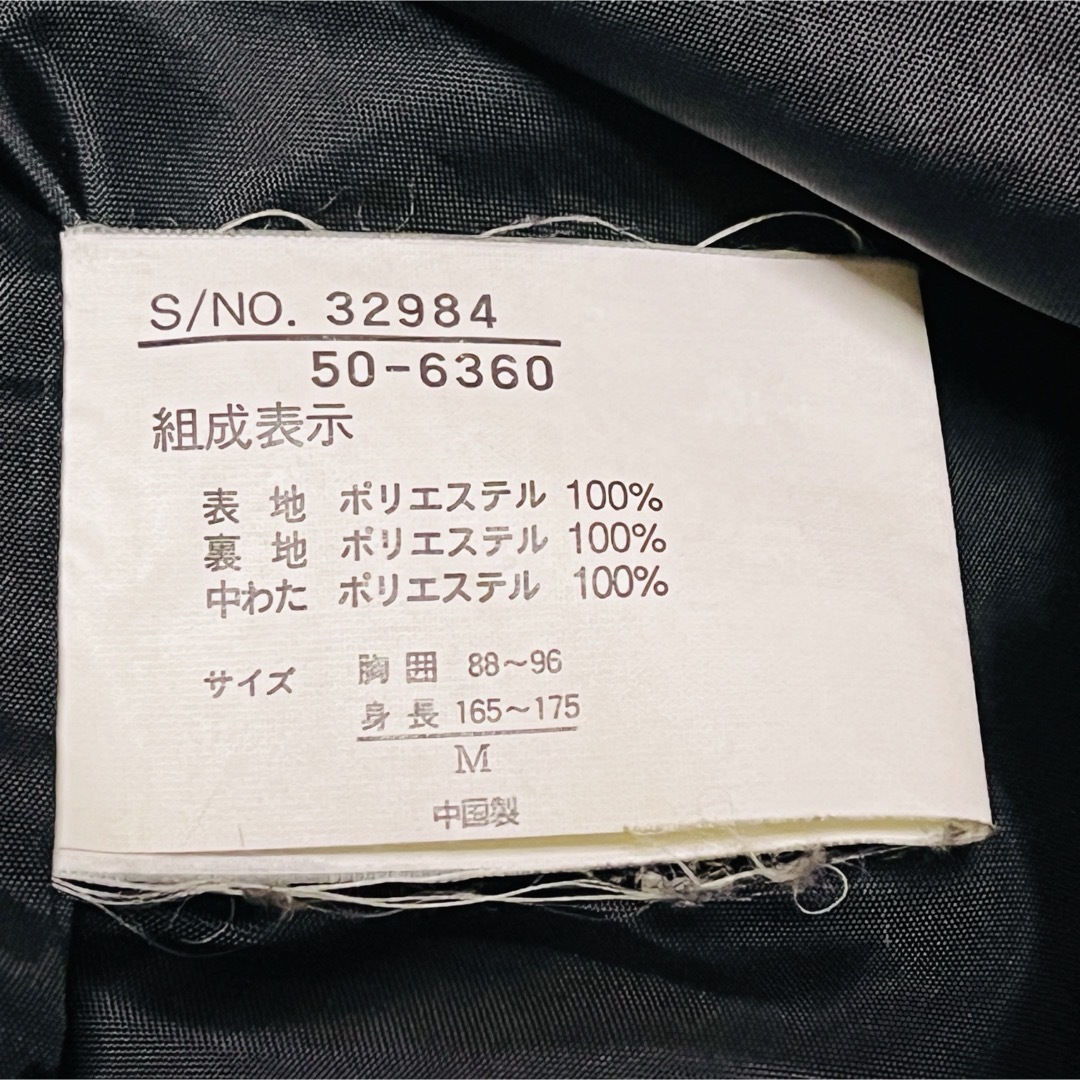 S/NO. 32984
50-6360
組成表示
表 地 ポリエステル 100%
裏 地 ポリエステル 100%
中わた ポリエステル 100%
サイズ 胸 囲 88~96
身 長 165~175
M
中国製